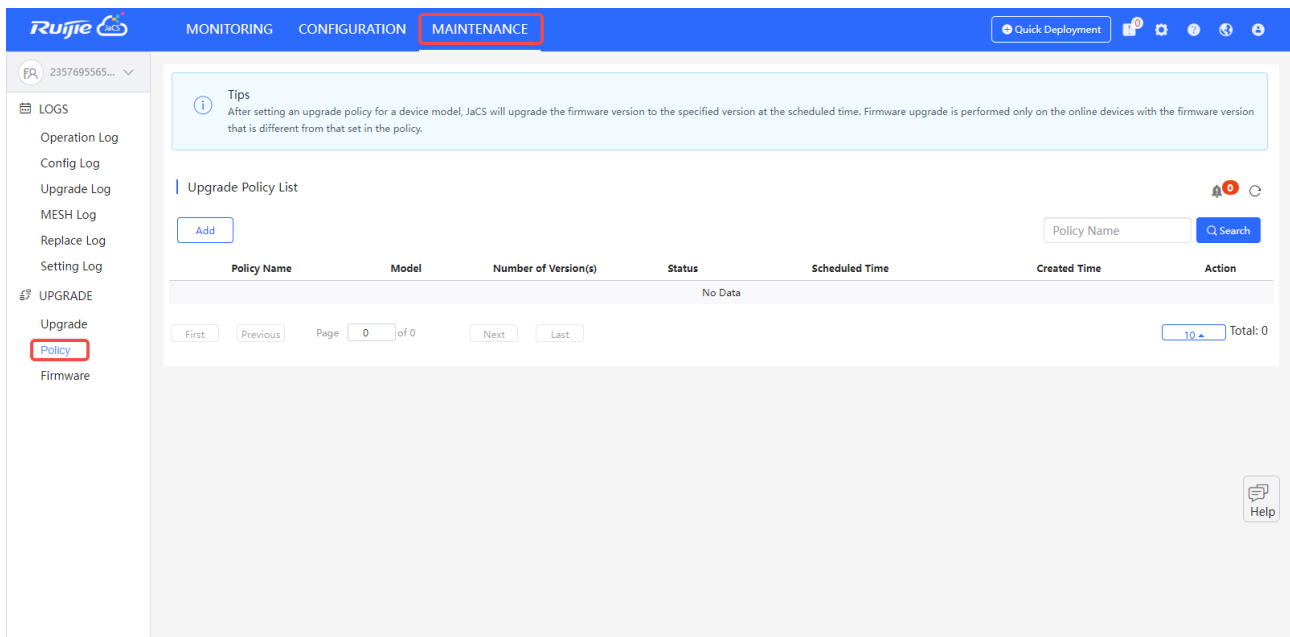 Ruijie JaCS MONITORING CONFIGURATION MAINTENANCE Quick Deployment 0
2357695565...
LOGS
Operation Log
Config Log
Upgrade Log
MESH Log
Replace Log
Setting Log
UPGRADE
Upgrade
Policy
Firmware
Tips
After setting an upgrade policy for a device model, JaCS will upgrade the firmware version to the specified version at the scheduled time. Firmware upgrade is performed only on the online devices with the firmware version
that is different from that set in the policy.
Upgrade Policy List 0
Add Policy Name Search
Policy Name Model Number of Version(s) Status Scheduled Time Created Time Action
No Data
First Previous Page 0 of 0 Next Last 10 Total: 0
Help